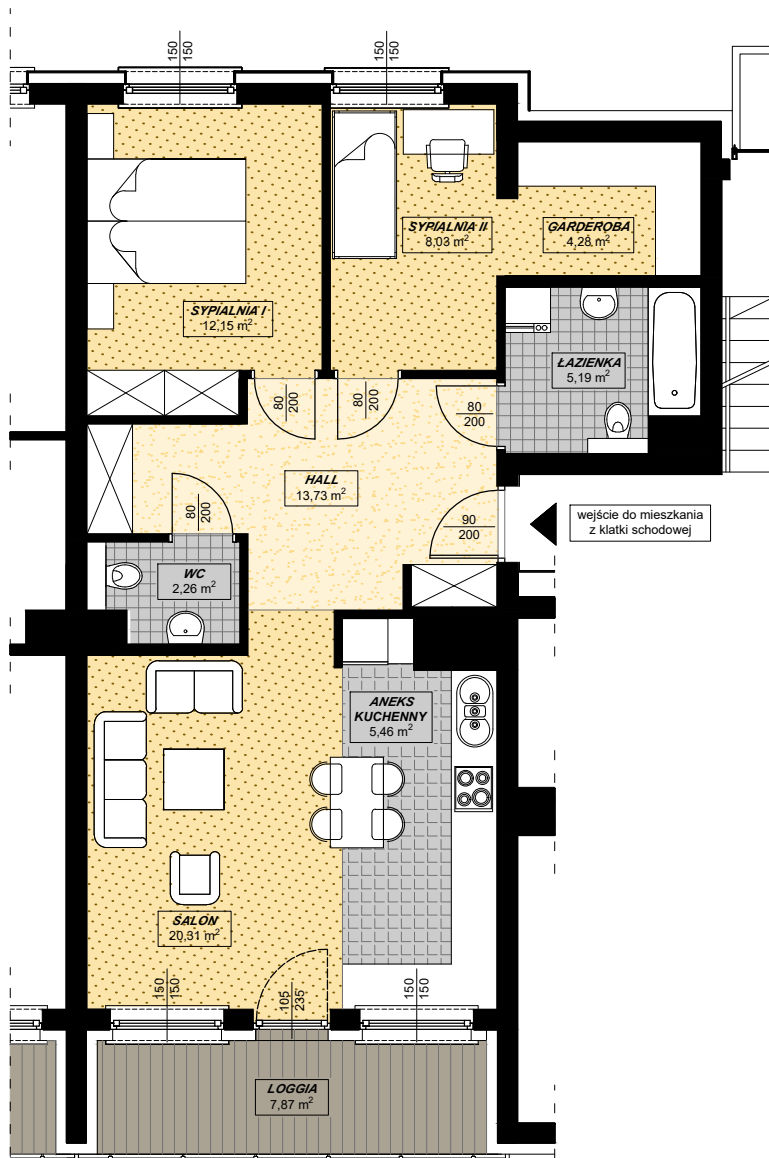 150
150
150
150
SYPIALNIA II
8,03 m²
GARDEROBA
4,28 m²
SYPIALNIA I
12,15 m²
ŁAZIENKA
5,19 m²
80
200
80
200
80
200
HALL
13,73 m²
80
200
90
200
wejście do mieszkania
z klatki schodowej
WC
2,26 m²
ANEKS
KUCHENNY
5,46 m²
SALON
20,31 m²
150
150
105
235
150
150
LOGGIA
7,87 m²